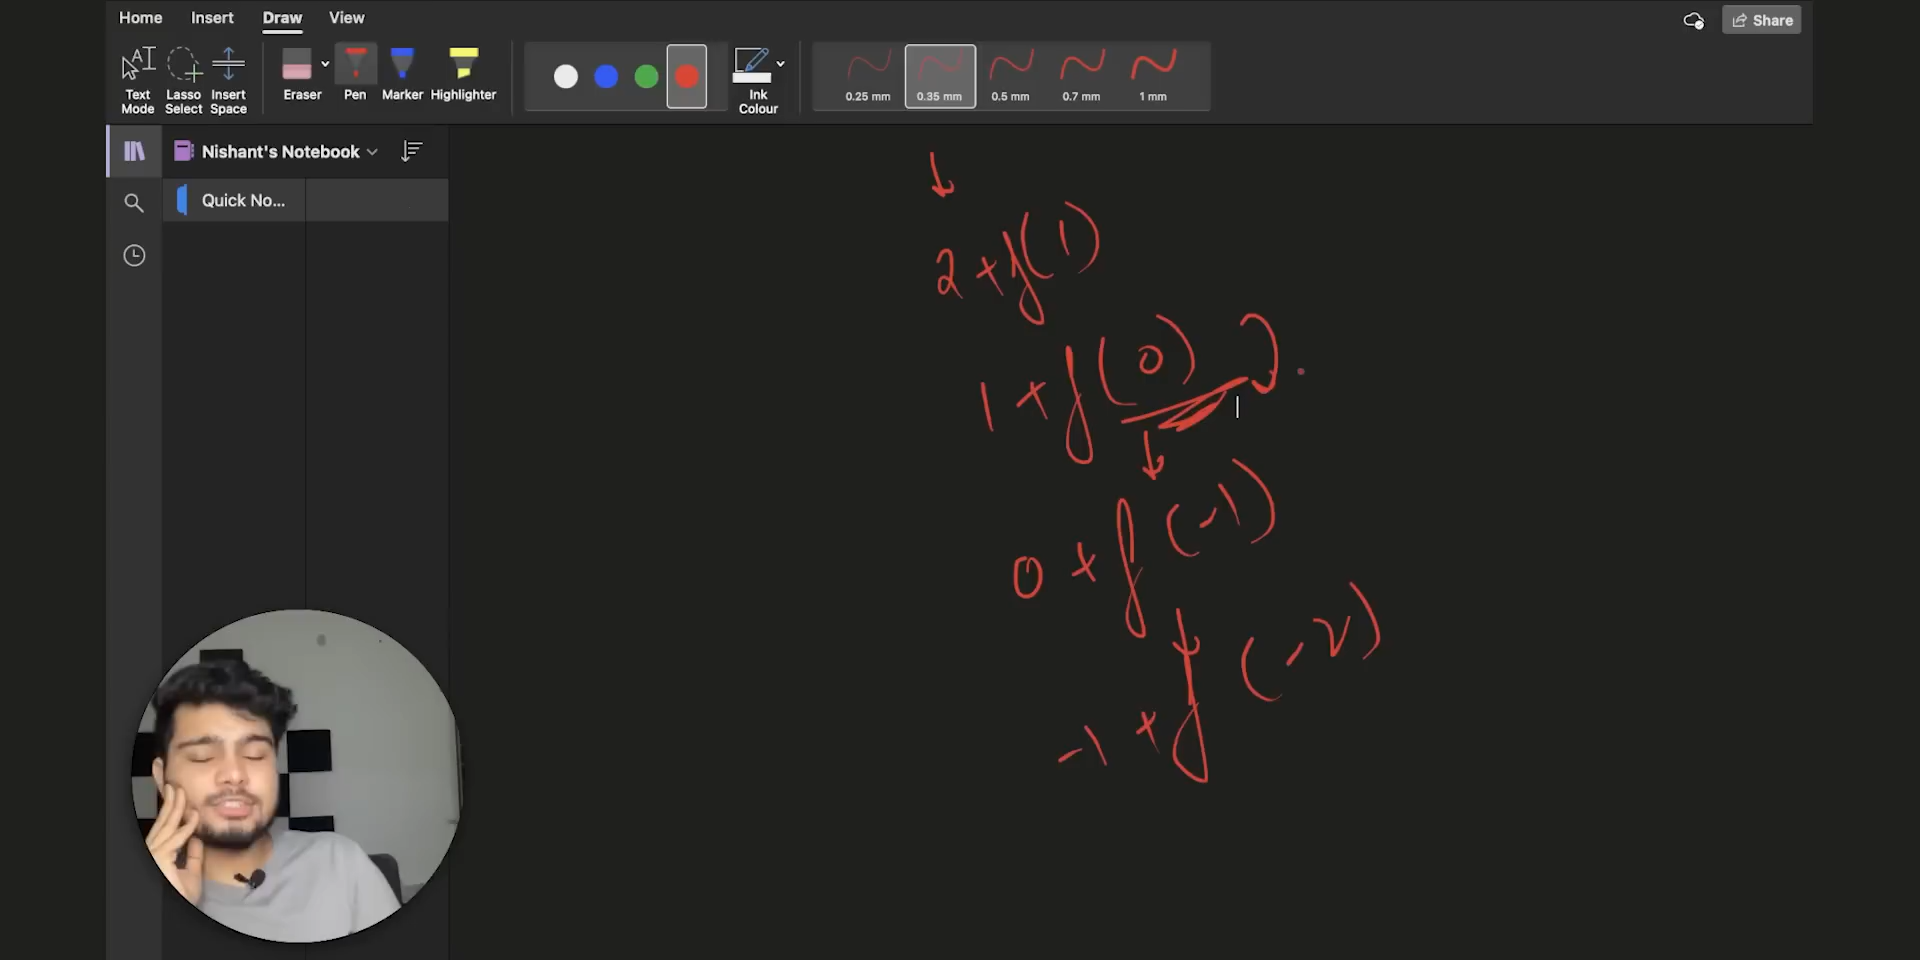 Home Insert Draw View
Share
Text Mode
Lasso Select
Insert Space
Eraser
Pen
Marker
Highlighter
Ink Colour
0.25 mm
0.35 mm
0.5 mm
0.7 mm
1 mm
Nishant's Notebook
Quick No...
2 + f(1)
1 + f(0)
0 + f(-1)
-1 + f(-2)